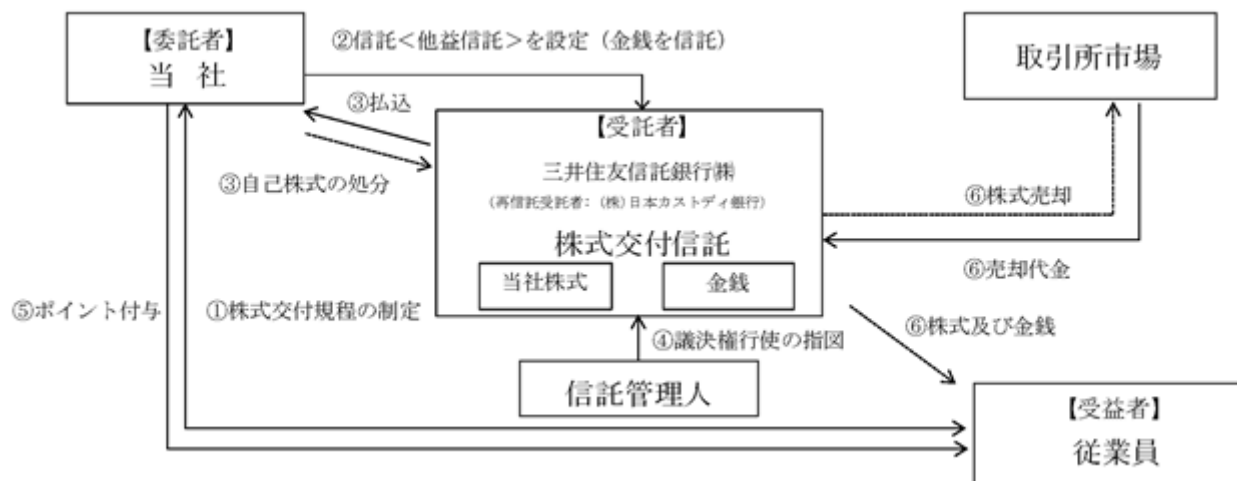 【委託者】
当 社
②信託<他益信託>を設定（金銭を信託）
取引所市場
③払込
【受託者】
三井住友信託銀行㈱
（再信託受託者：（株）日本カストディ銀行）
③自己株式の処分
⑥株式売却
株式交付信託
当社株式
金銭
⑥売却代金
⑤ポイント付与
①株式交付規程の制定
⑥株式及び金銭
④議決権行使の指図
信託管理人
【受益者】
従業員